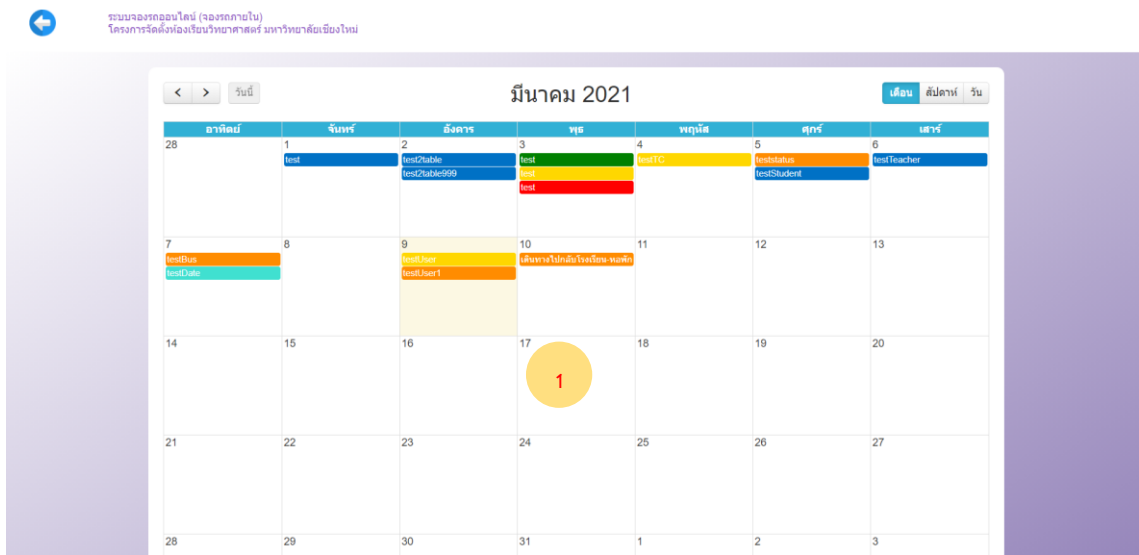 ระบบจองรถออนไลน์ (จองรถภายใน)
โครงการจัดตั้งห้องเรียนวิทยาศาสตร์ มหาวิทยาลัยเชียงใหม่
< > วันนี้ มีนาคม 2021 เดือน สัปดาห์ วัน
อาทิตย์ จันทร์ อังคาร พุธ พฤหัส ศุกร์ เสาร์
28 1 2 3 4 5 6
test test2table test testTC teststatus testTeacher
test2table999 test testStudent
test
7 8 9 10 11 12 13
testBus testUser เดินทางไปกลับโรงเรียน-หอพัก
testDate testUser1
14 15 16 17 18 19 20
1
21 22 23 24 25 26 27
28 29 30 31 1 2 3